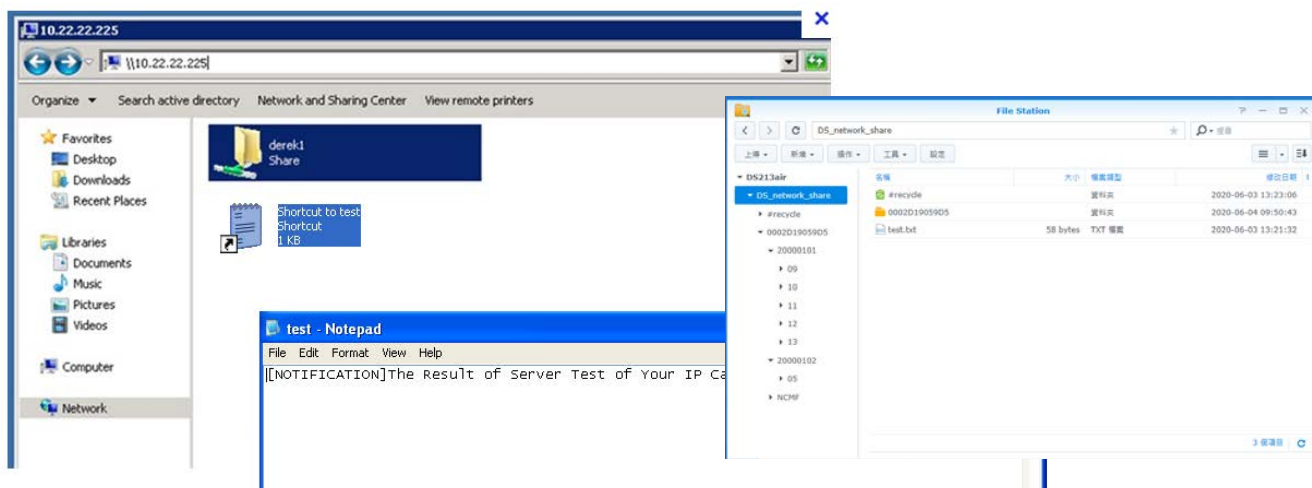 10.22.22.225
\\10.22.22.225
Organize
Search active directory
Network and Sharing Center
View remote printers
Favorites
Desktop
Downloads
Recent Places
Libraries
Documents
Music
Pictures
Videos
Computer
Network
derek1
Share
Shortcut to test
Shortcut
1 KB
test - Notepad
File Edit Format View Help
[NOTIFICATION]The Result of Server Test of Your IP Ca
File Station
DS_network_share
搜尋
上傳
新增
操作
工具
設定
DS213air
DS_network_share
#recycle
0002D19059D5
20000101
09
10
11
12
13
20000102
05
NCMF
名稱 大小 檔案類型 修改日期
#recycle 資料夾 2020-06-03 13:23:06
0002D19059D5 資料夾 2020-06-04 09:50:43
test.txt 58 bytes TXT 檔案 2020-06-03 13:21:32
3 個項目